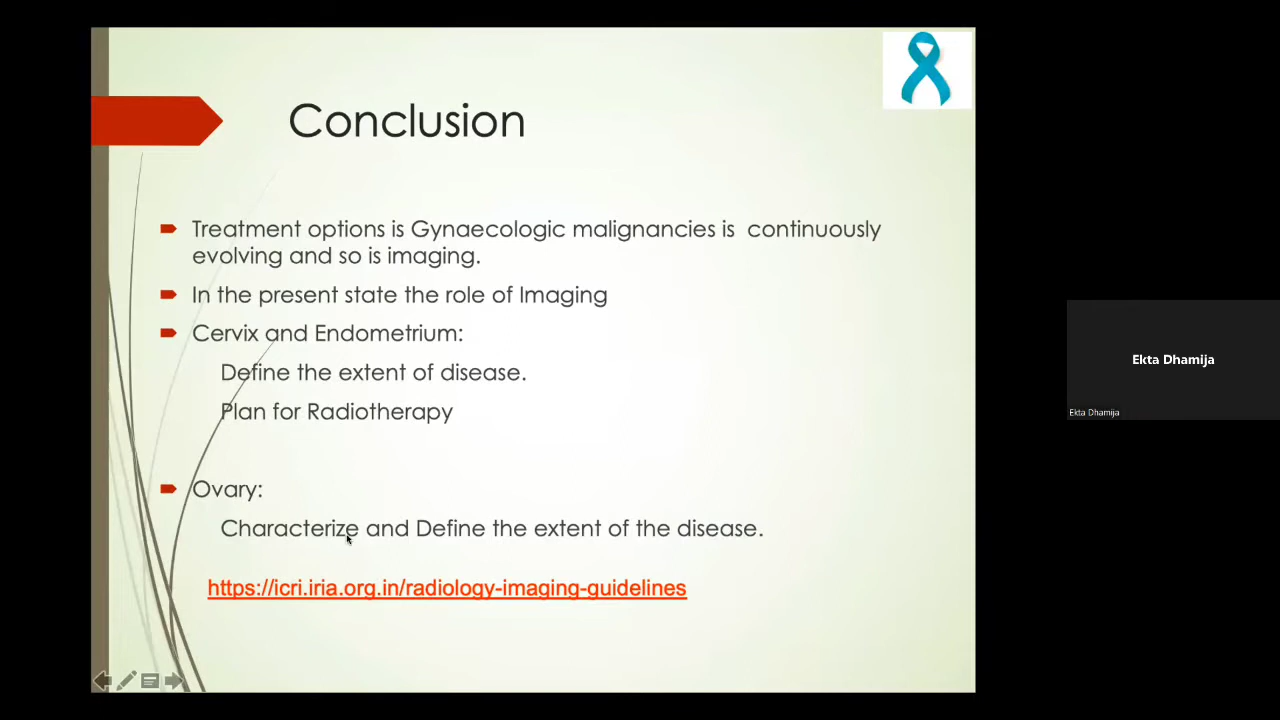 Conclusion
Treatment options is Gynaecologic malignancies is continuously
evolving and so is imaging.
In the present state the role of Imaging
Cervix and Endometrium:
Define the extent of disease.
Plan for Radiotherapy
Ovary:
Characterize and Define the extent of the disease.
https://icri.iria.org.in/radiology-imaging-guidelines
Ekta Dhamija
Ekta Dhamija